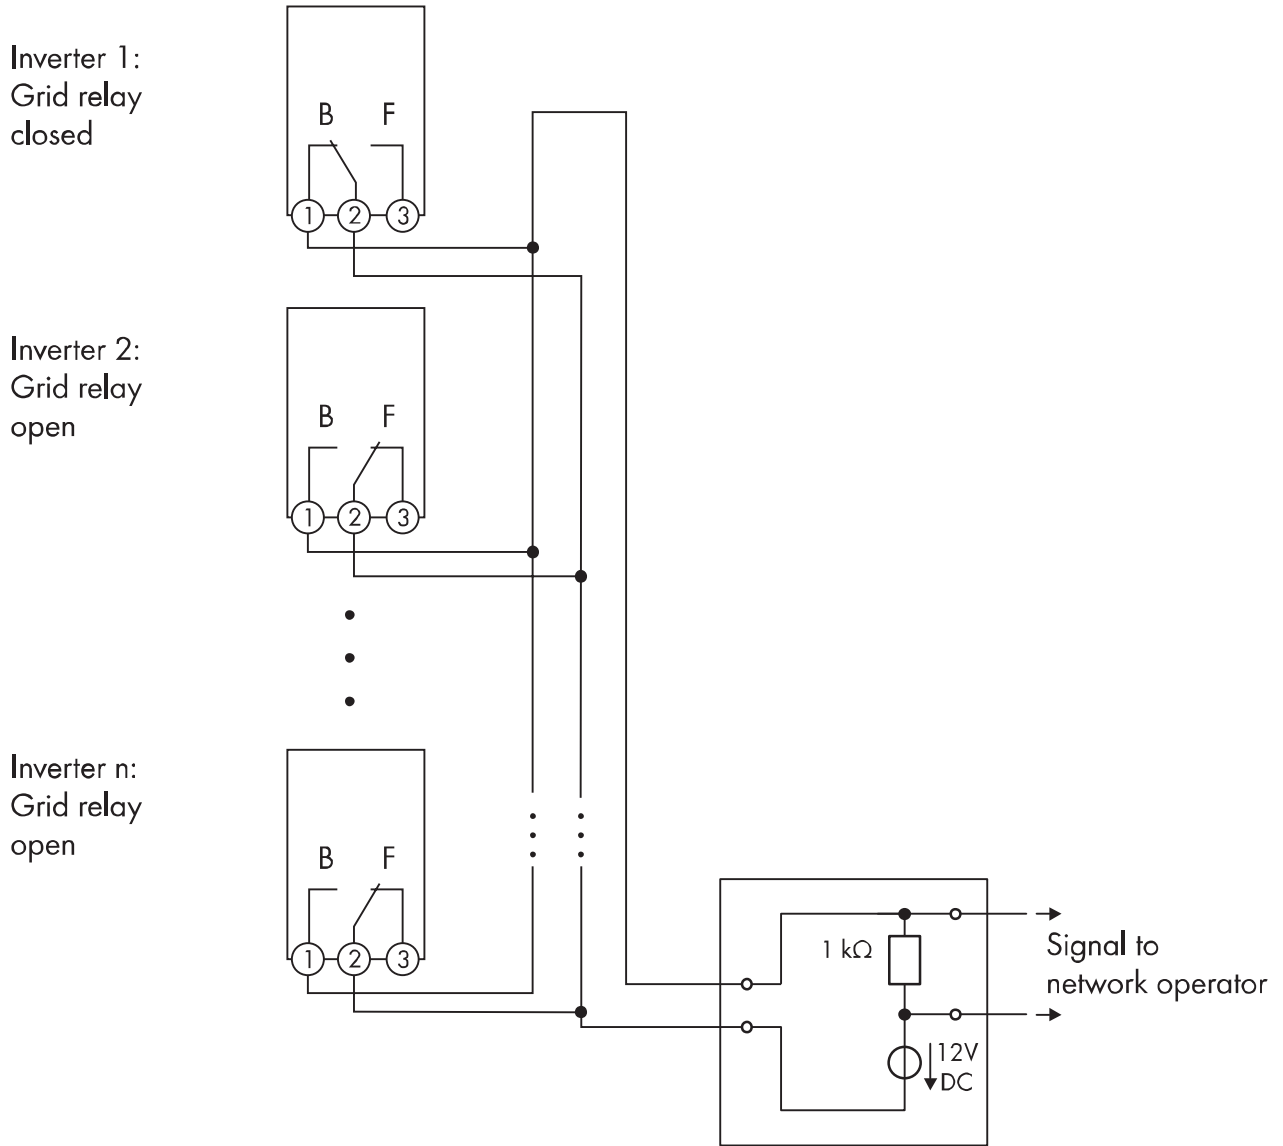 Inverter 1:
Grid relay
closed
B F
1 2 3
Inverter 2:
Grid relay
open
B F
1 2 3
Inverter n:
Grid relay
open
B F
1 2 3
1 kΩ
Signal to
network operator
12V
DC